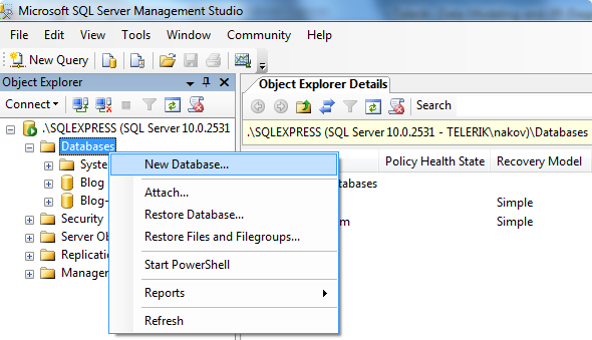 Microsoft SQL Server Management Studio
File Edit View Tools Window Community Help
New Query
Object Explorer
Object Explorer Details
Connect
Search
.\SQLEXPRESS (SQL Server 10.0.2531
.\SQLEXPRESS (SQL Server 10.0.2531 - TELERIK\nakov)\Databases
Databases
Syste
New Database...
Policy Health State Recovery Model
Blog
Attach...
tabases
Blog-
Restore Database...
Simple
Security
Restore Files and Filegroups...
m
Simple
Server Ob
Replicatio
Start PowerShell
Managem
Reports
Refresh